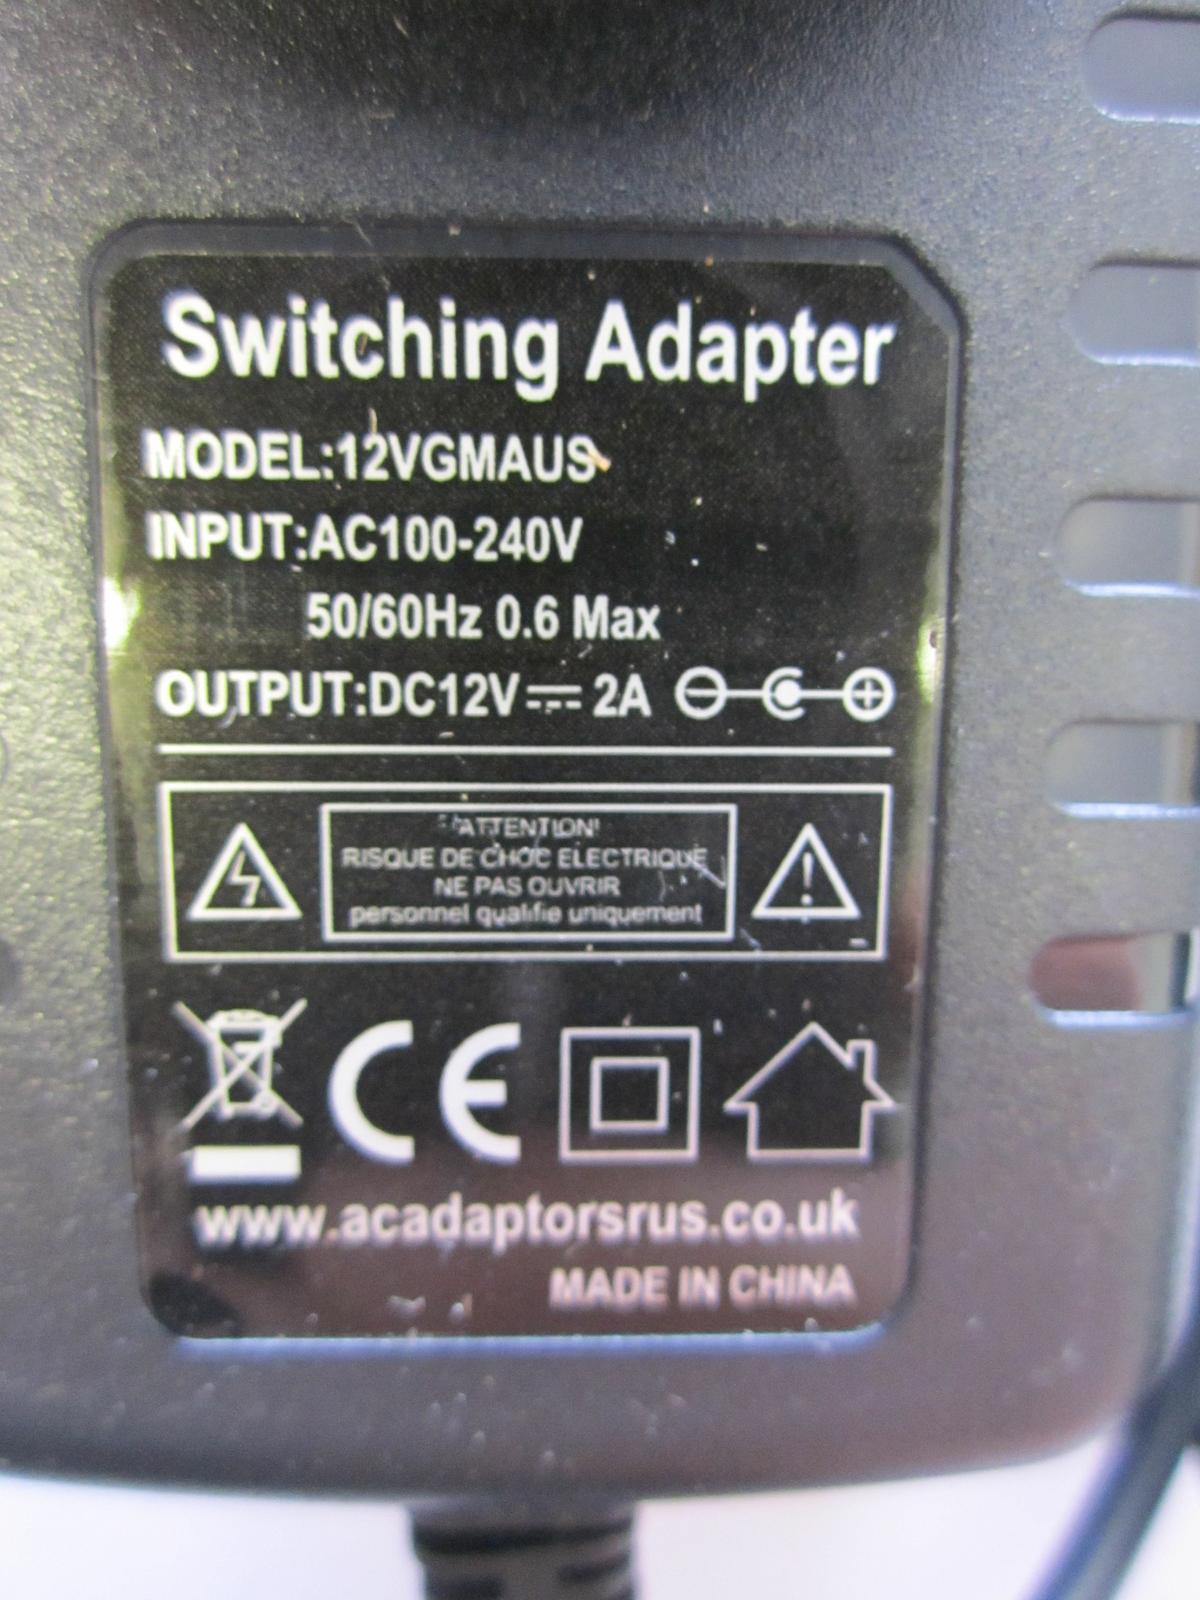 Switching Adapter
MODEL:12VGMAUS
INPUT:AC100-240V
50/60Hz 0.6 Max
OUTPUT:DC12V⎓2A
ATTENTION!
RISQUE DE CHOC ELECTRIQUE
NE PAS OUVRIR
personnel qualifie uniquement
CE
www.acadaptorsrus.co.uk
MADE IN CHINA